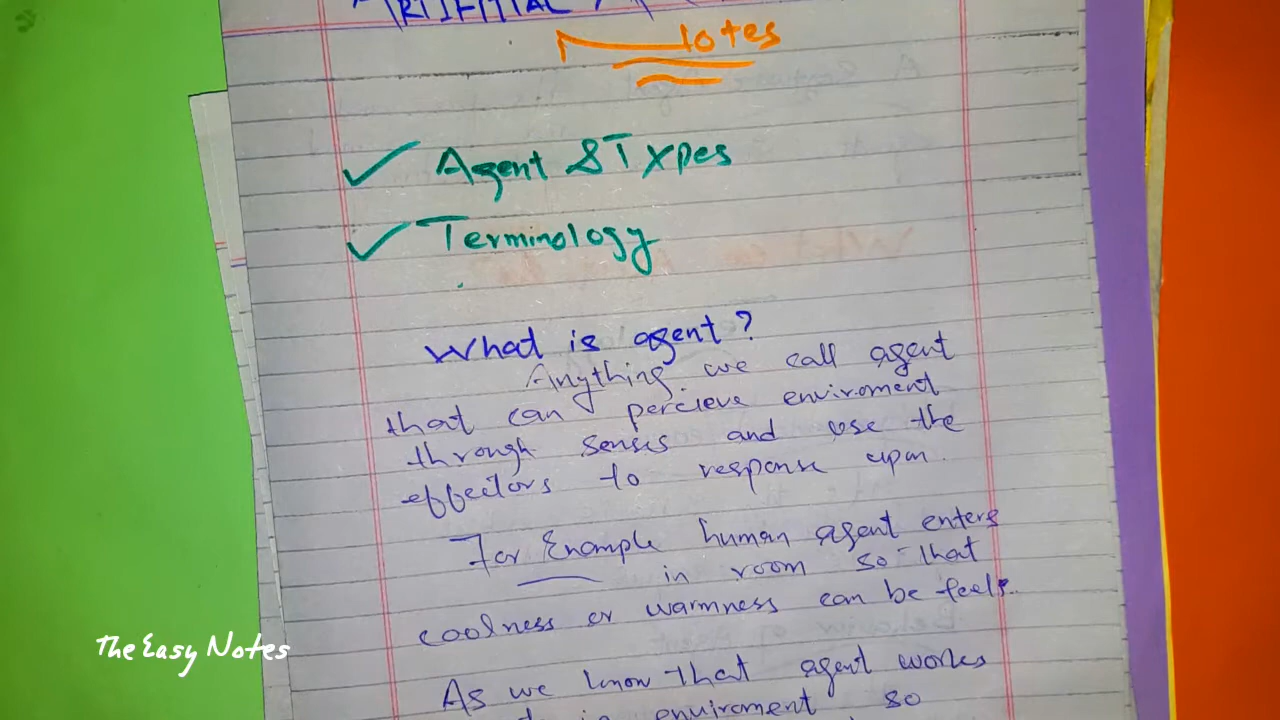 ARTIFITIAL
Notes
✓ Agent & Types
✓ Terminology
What is agent?
Anything we call agent
that can percieve enviroment
through senses and use the
effectors to response upon.
For Example human agent enters
in room so that
coolness or warmness can be feels.
As we know that agent works
in enviroment so
The Easy Notes